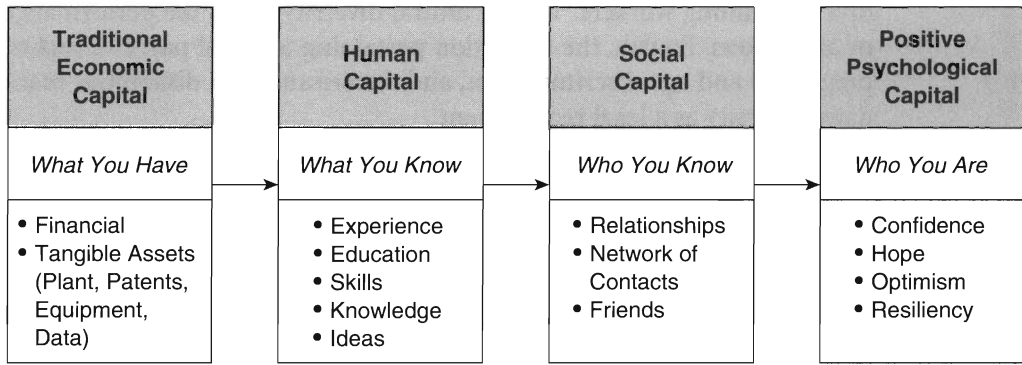 Traditional
Economic
Capital
What You Have
• Financial
• Tangible Assets
(Plant, Patents,
Equipment,
Data)
Human
Capital
What You Know
• Experience
• Education
• Skills
• Knowledge
• Ideas
Social
Capital
Who You Know
• Relationships
• Network of
Contacts
• Friends
Positive
Psychological
Capital
Who You Are
• Confidence
• Hope
• Optimism
• Resiliency